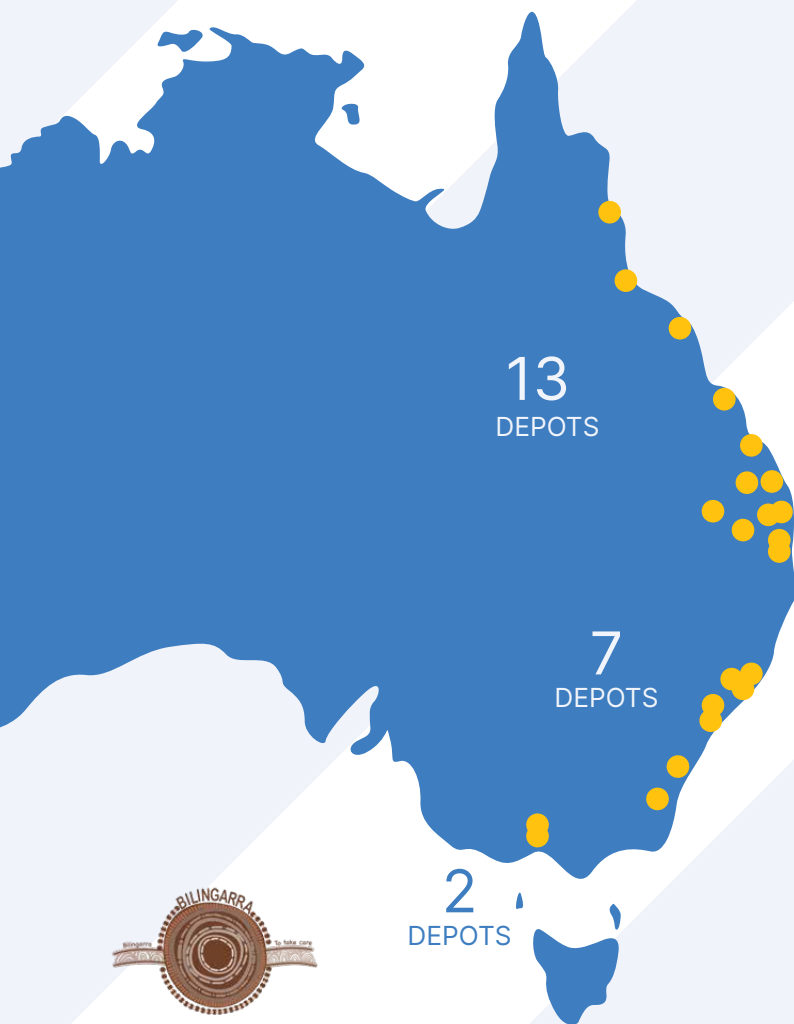 13
DEPOTS
7
DEPOTS
2
DEPOTS
BILINGARRA
Bilingarra
To take care